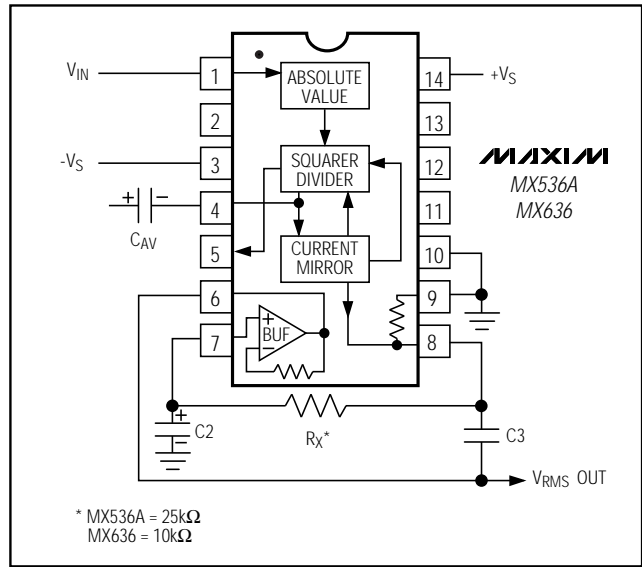 VIN
1
ABSOLUTE
VALUE
14
+VS
2
13
-VS
3
SQUARER
DIVIDER
12
MAXIM
MX536A
MX636
+ -
4
11
CAV
5
CURRENT
MIRROR
10
6
9
+
BUF
-
7
8
+
-
C2
RX*
C3
VRMS OUT
* MX536A = 25kΩ
MX636 = 10kΩ